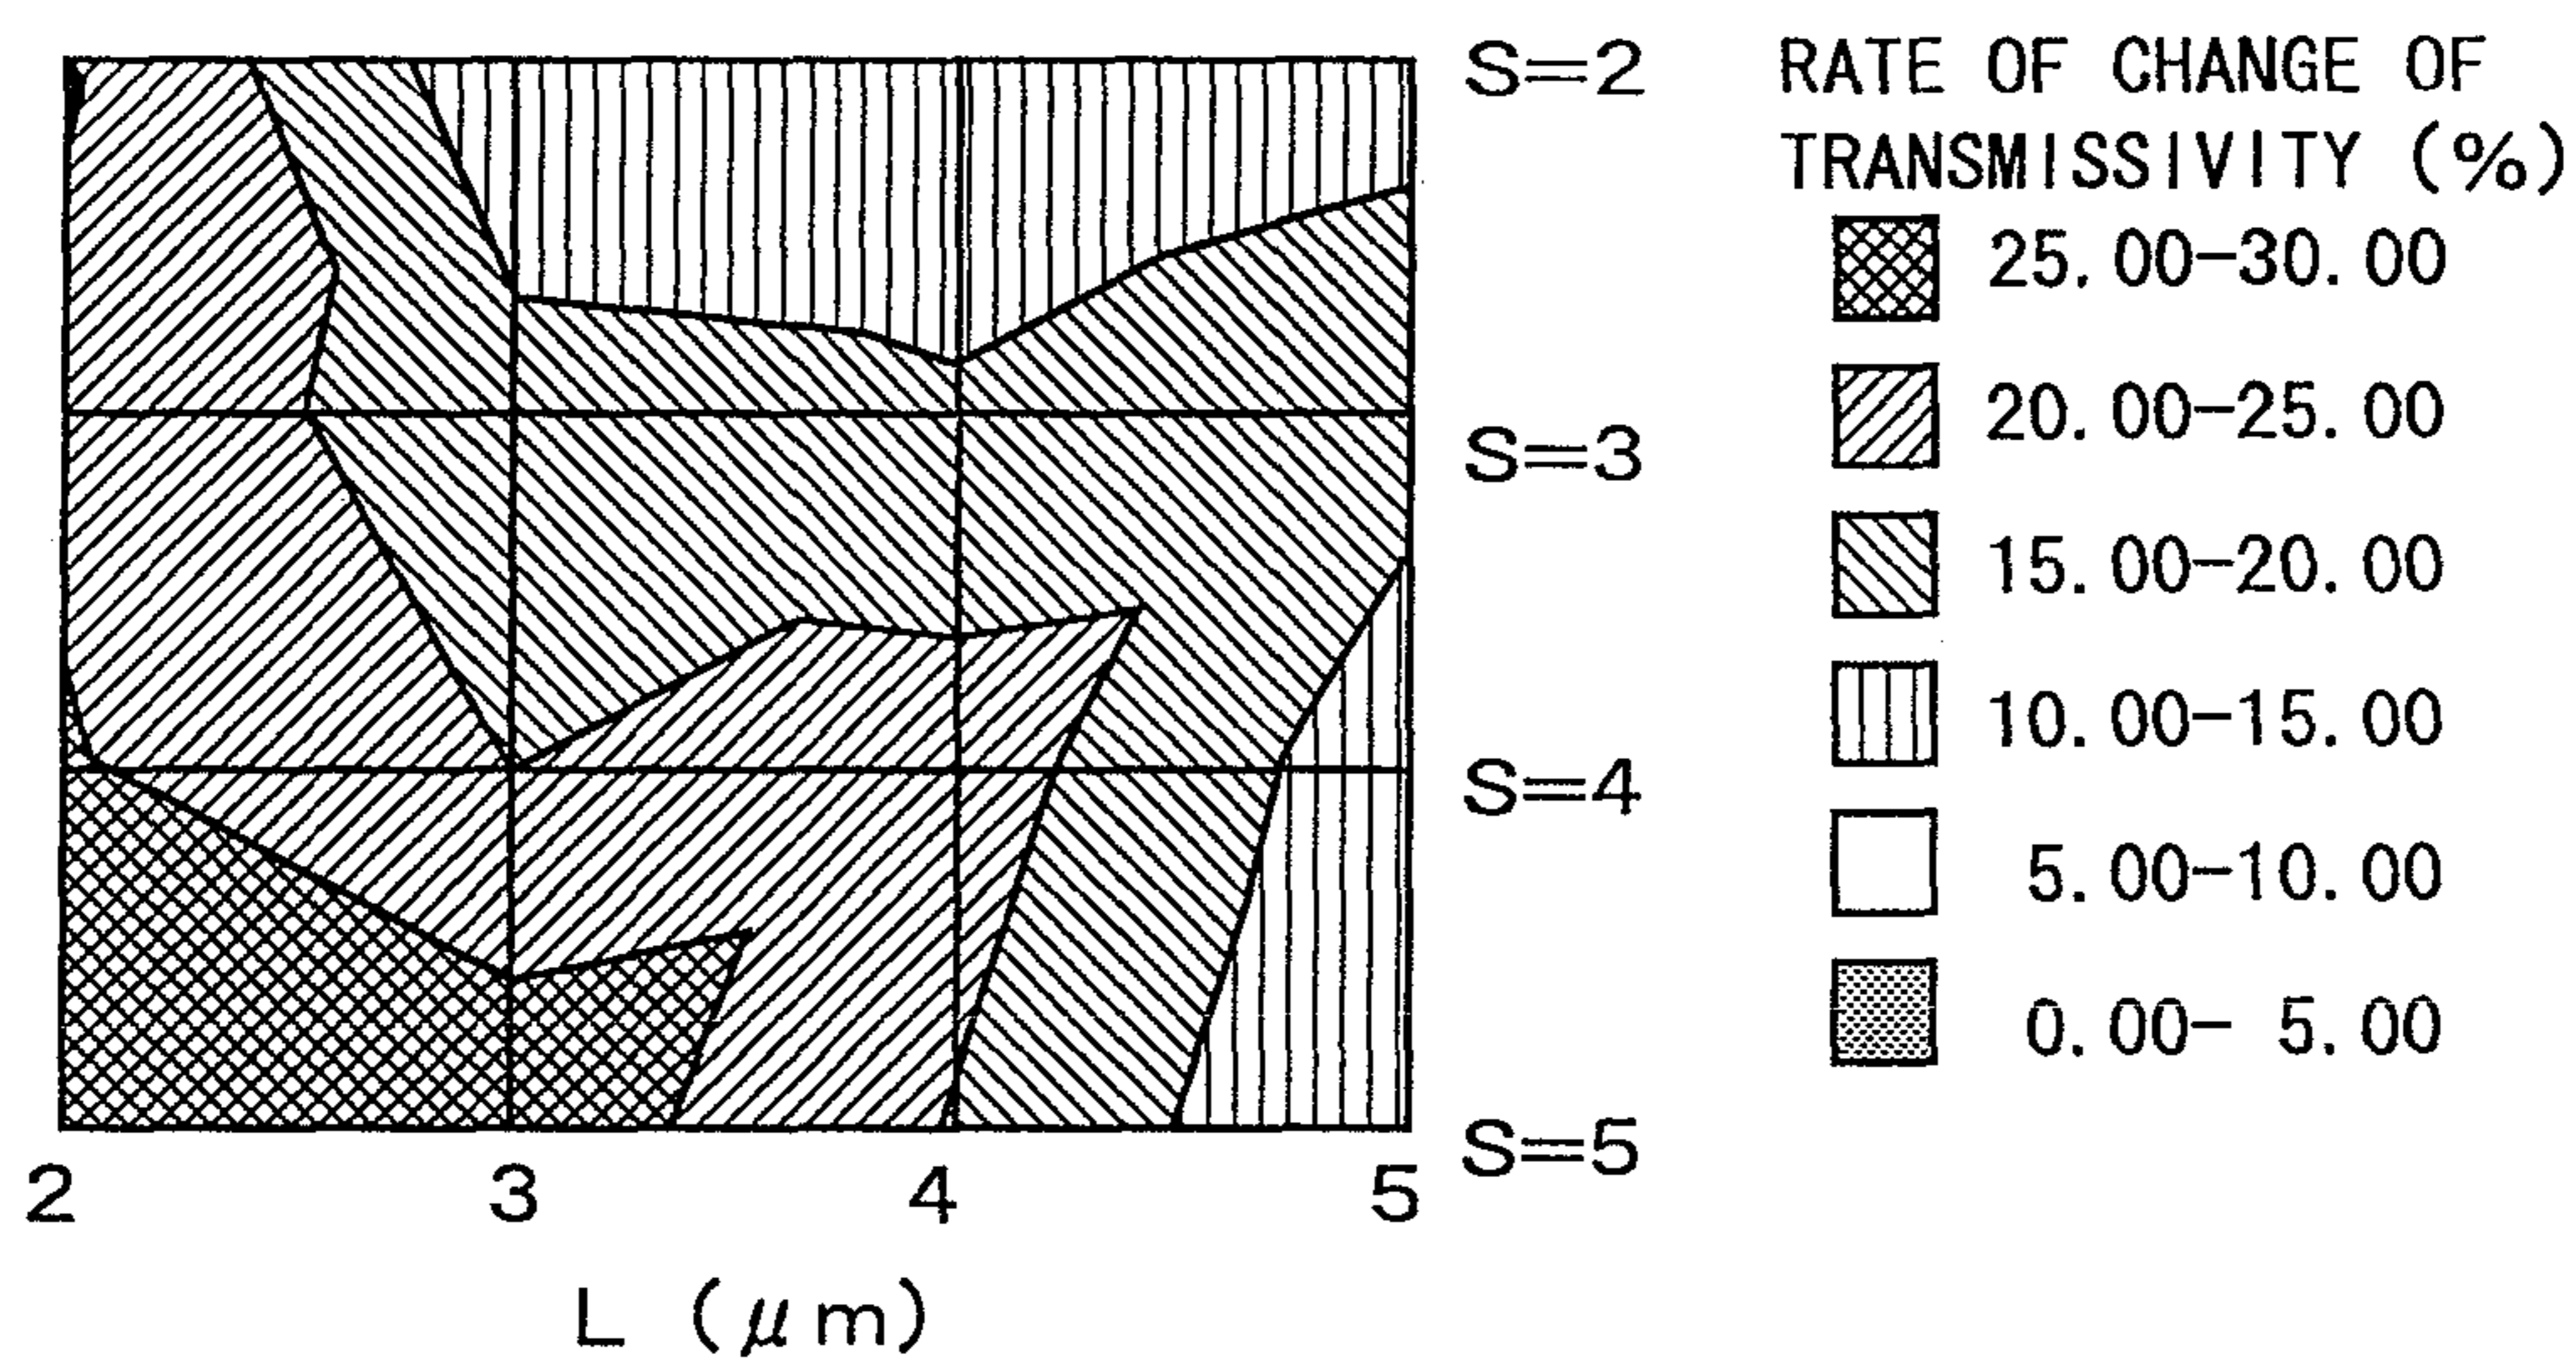 S=2
S=3
S=4
S=5
2 3 4 5
L (μm)
RATE OF CHANGE OF
TRANSMISSIVITY (%)
25.00-30.00
20.00-25.00
15.00-20.00
10.00-15.00
5.00-10.00
0.00- 5.00